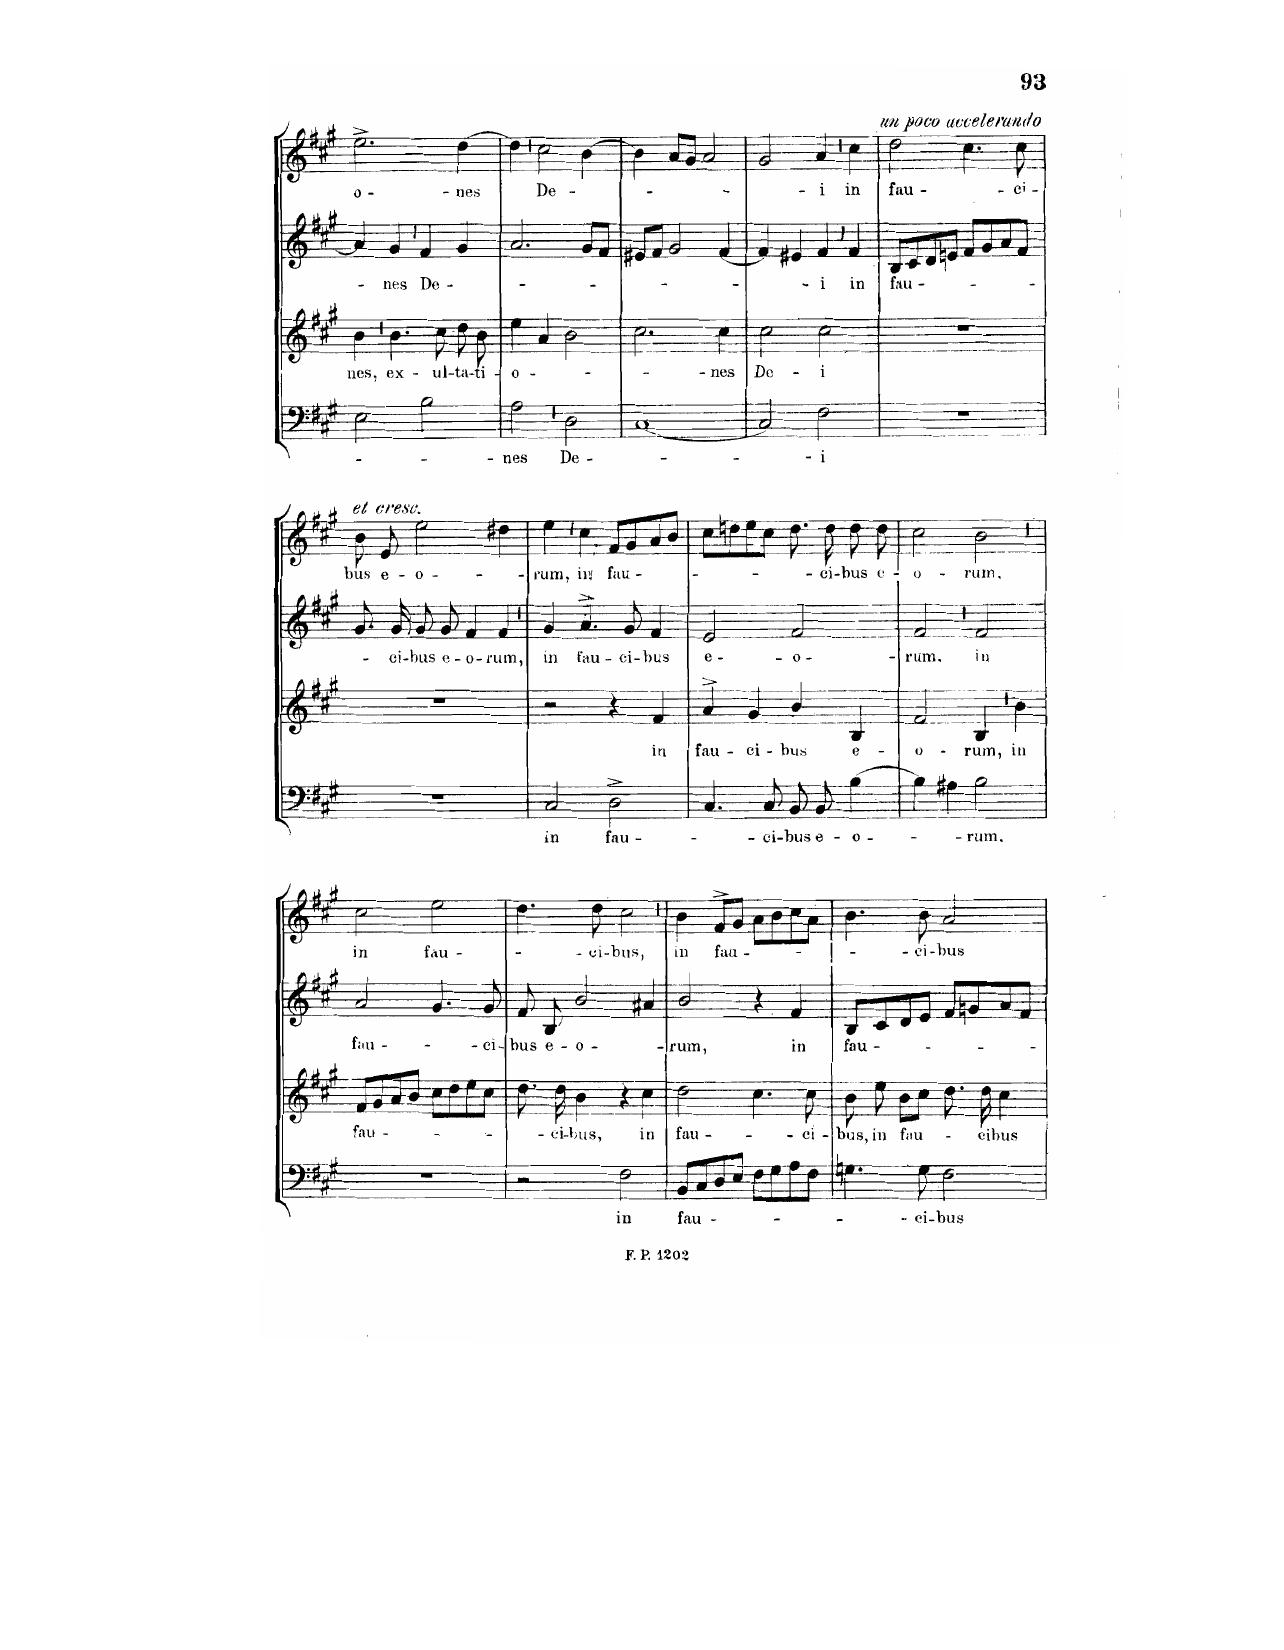 93
un poco accelerando
o - - nes De - - - - i in fau - - ci-
- nes De - - - - - - - i in fau - - - -
nes, ex - ul-ta-ti - o - - - - nes De - i
- - - nes De - - - - i
et cresc.
bus e - o - - - rum, in fau - - - - - ci-bus e - o - rum.
- ci-bus e-o-rum, in fau - ci-bus e - - o - - rum. in
in fau - ci - bus e - o - rum, in
in fau - - - ci-bus e - o - - - rum.
in fau - - - ci-bus, in fau - - - - - ci-bus
fau - - - ci-bus e - o - - rum, in fau - - - - -
fau - - - - - ci-bus, in fau - - - ci - bus, in fau - cibus
in fau - - - - - ci-bus
F. P. 1202